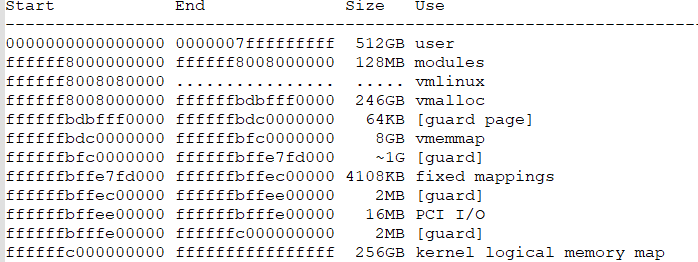 Start End Size Use
-----------------------------------------------------------------------
0000000000000000 0000007fffffffff 512GB user
ffffff8000000000 ffffff8008000000 128MB modules
ffffff8008080000 ................ ..... vmlinux
ffffff8008000000 ffffffbdbfff0000 246GB vmalloc
ffffffbdbfff0000 ffffffbdc0000000 64KB [guard page]
ffffffbdc0000000 ffffffbfc0000000 8GB vmemmap
ffffffbfc0000000 ffffffbffe7fd000 ~1G [guard]
ffffffbffe7fd000 ffffffbffec00000 4108KB fixed mappings
ffffffbffec00000 ffffffbffee00000 2MB [guard]
ffffffbffee00000 ffffffbfffe00000 16MB PCI I/O
ffffffbfffe00000 ffffffc000000000 2MB [guard]
ffffffc000000000 ffffffffffffffff 256GB kernel logical memory map